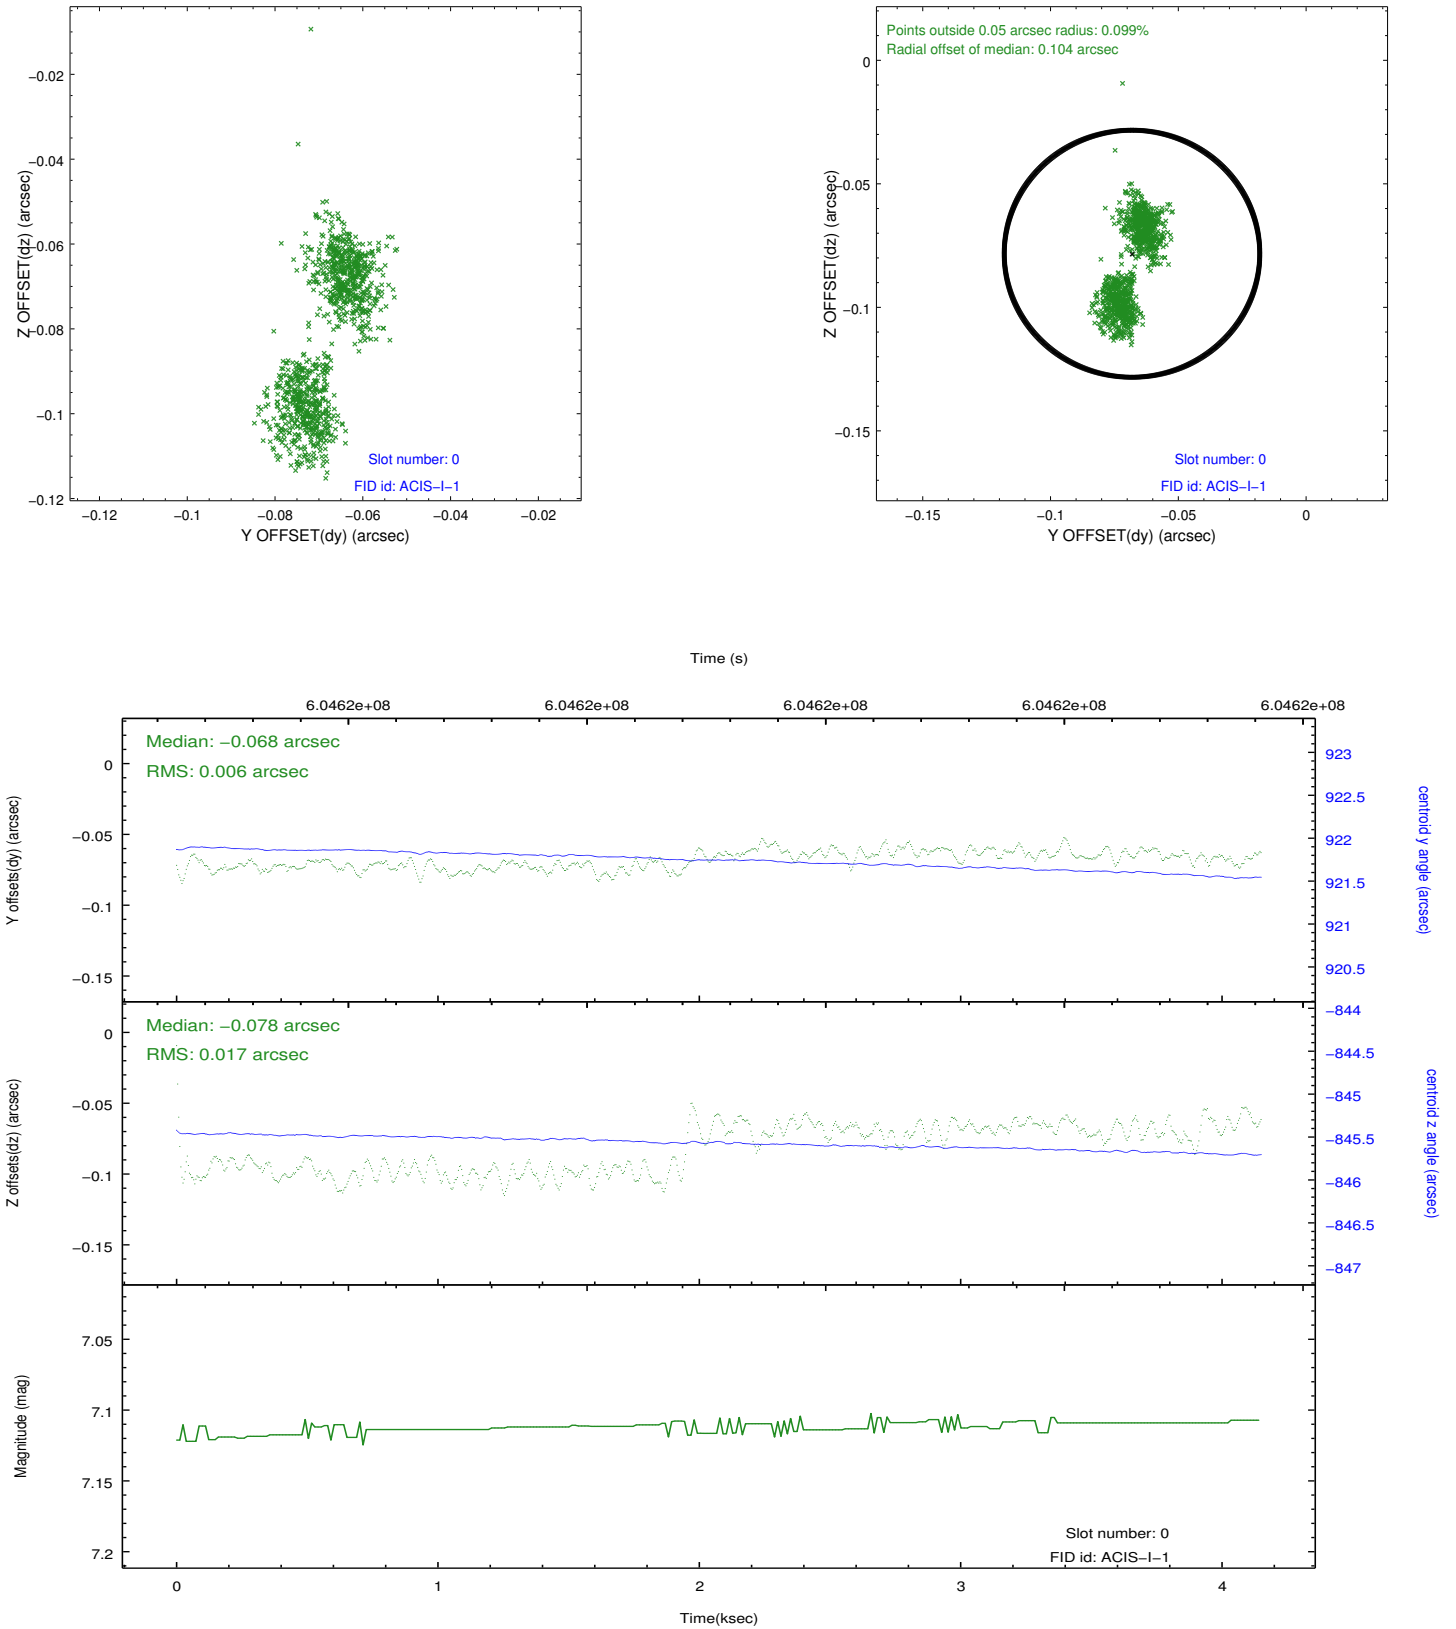 −0.02
−0.04
−0.06
−0.08
−0.1
−0.12
Z OFFSET(dz) (arcsec)
Slot number: 0
FID id: ACIS−I−1
−0.12
−0.1
−0.08
−0.06
−0.04
−0.02
Y OFFSET(dy) (arcsec)
Points outside 0.05 arcsec radius: 0.099%
Radial offset of median: 0.104 arcsec
0
−0.05
−0.1
−0.15
Z OFFSET(dz) (arcsec)
Slot number: 0
FID id: ACIS−I−1
−0.15
−0.1
−0.05
0
Y OFFSET(dy) (arcsec)
Time (s)
6.0462e+08
6.0462e+08
6.0462e+08
6.0462e+08
6.0462e+08
Median: −0.068 arcsec
RMS: 0.006 arcsec
0
−0.05
−0.1
−0.15
Y offsets(dy) (arcsec)
923
922.5
922
921.5
921
920.5
centroid y angle (arcsec)
Median: −0.078 arcsec
RMS: 0.017 arcsec
0
−0.05
−0.1
−0.15
Z offsets(dz) (arcsec)
−844
−844.5
−845
−845.5
−846
−846.5
−847
centroid z angle (arcsec)
7.05
7.1
7.15
7.2
Magnitude (mag)
Slot number: 0
FID id: ACIS−I−1
0
1
2
3
4
Time(ksec)